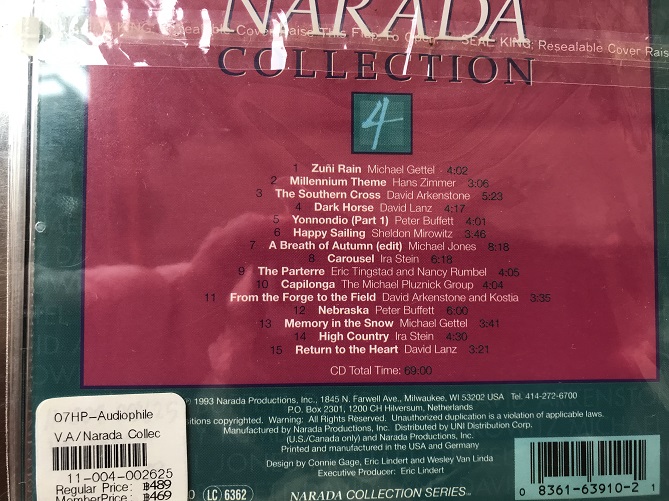 NARADA
SEAL KING. Resealable Cover Raise This Flap To Open. SEAL KING. Resealable Cover Rais
COLLECTION
4
1 Zuñi Rain Michael Gettel 4:02
2 Millennium Theme Hans Zimmer 3:06
3 The Southern Cross David Arkenstone 5:23
4 Dark Horse David Lanz 4:17
5 Yonnondio (Part 1) Peter Buffett 4:01
6 Happy Sailing Sheldon Mirowitz 3:46
7 A Breath of Autumn (edit) Michael Jones 8:18
8 Carousel Ira Stein 6:18
9 The Parterre Eric Tingstad and Nancy Rumbel 4:05
10 Capilonga The Michael Pluznick Group 4:04
11 From the Forge to the Field David Arkenstone and Kostia 3:35
12 Nebraska Peter Buffett 6:00
13 Memory in the Snow Michael Gettel 3:41
14 High Country Ira Stein 4:30
15 Return to the Heart David Lanz 3:21
CD Total Time: 69:00
℗ 1993 Narada Productions, Inc., 1845 N. Farwell Ave., Milwaukee, WI 53202 USA Tel. 414-272-6700
P.O. Box 2301, 1200 CH Hilversum, Netherlands
itions copyrighted. Warning: All Rights Reserved. Unauthorized duplication is a violation of applicable laws.
Manufactured by Narada Productions, Inc. Distributed by UNI Distribution Corp.
(U.S./Canada only) and Narada Productions, Inc.
Printed and manufactured in the USA and Germany
Design by Connie Gage, Eric Lindert and Wesley Van Linda
Executive Producer: Eric Lindert
D LC 6362 NARADA COLLECTION SERIES™
0 8361-63910-2
07HP-Audiophile
V.A/Narada Collec
11-004-002625
Regular Price: ฿489
MemberPrice: ฿469